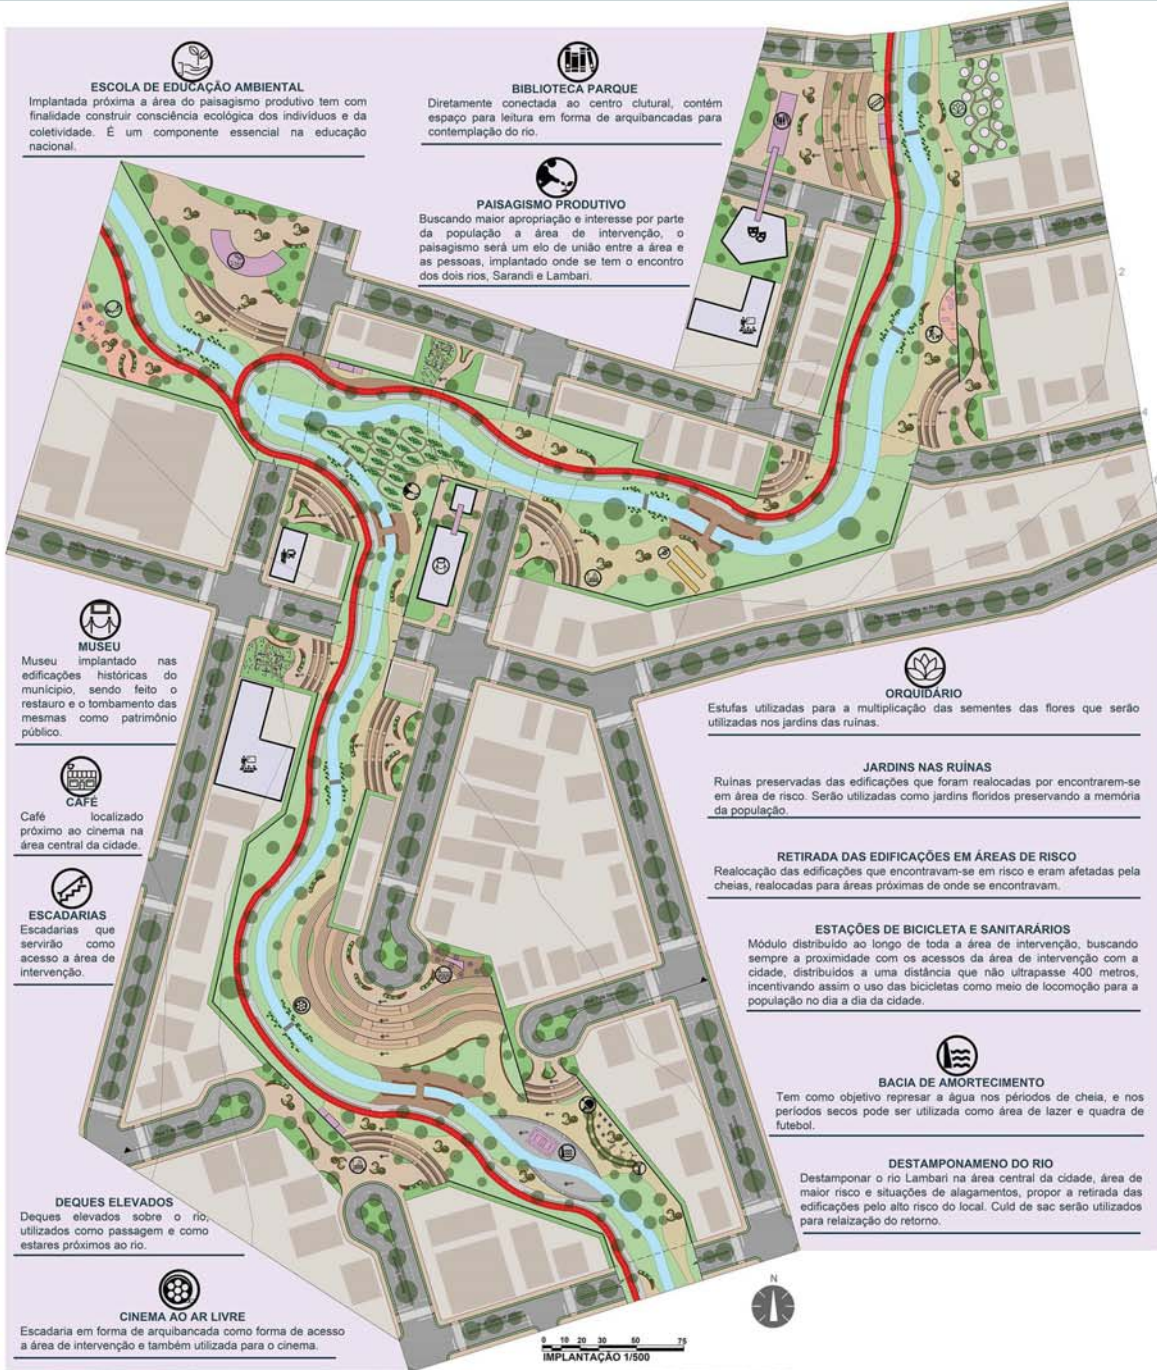 ESCOLA DE EDUCAÇÃO AMBIENTAL
Implantada próxima a área do paisagismo produtivo tem com
finalidade construir consciência ecológica dos indivíduos e da
coletividade. É um componente essencial na educação
nacional.
BIBLIOTECA PARQUE
Diretamente conectada ao centro clutural, contém
espaço para leitura em forma de arquibancadas para
contemplação do rio.
PAISAGISMO PRODUTIVO
Buscando maior apropriação e interesse por parte
da população a área de intervenção, o
paisagismo será um elo de união entre a área e
as pessoas, implantado onde se tem o encontro
dos dois rios, Sarandi e Lambari.
MUSEU
Museu implantado nas
edificações históricas do
município, sendo feito o
restauro e o tombamento das
mesmas como patrimônio
público.
CAFÉ
Café localizado
próximo ao cinema na
área central da cidade.
ESCADARIAS
Escadarias que
servirão como
acesso a área de
intervenção.
DEQUES ELEVADOS
Deques elevados sobre o rio,
utilizados como passagem e como
estares próximos ao rio.
CINEMA AO AR LIVRE
Escadaria em forma de arquibancada como forma de acesso
a área de intervenção e também utilizada para o cinema.
ORQUIDÁRIO
Estufas utilizadas para a multiplicação das sementes das flores que serão
utilizadas nos jardins das ruínas.
JARDINS NAS RUÍNAS
Ruínas preservadas das edificações que foram realocadas por encontrarem-se
em área de risco. Serão utilizadas como jardins floridos preservando a memória
da população.
RETIRADA DAS EDIFICAÇÕES EM ÁREAS DE RISCO
Realocação das edificações que encontravam-se em risco e eram afetadas pela
cheias, realocadas para áreas próximas de onde se encontravam.
ESTAÇÕES DE BICICLETA E SANITARÁRIOS
Módulo distribuído ao longo de toda a área de intervenção, buscando
sempre a proximidade com os acessos da área de intervenção com a
cidade, distribuídos a uma distância que não ultrapasse 400 metros,
incentivando assim o uso das bicicletas como meio de locomoção para a
população no dia a dia da cidade.
BACIA DE AMORTECIMENTO
Tem como objetivo represar a água nos périodos de cheia, e nos
períodos secos pode ser utilizada como área de lazer e quadra de
futebol.
DESTAMPONAMENO DO RIO
Destamponar o rio Lambari na área central da cidade, área de
maior risco e situações de alagamentos, propor a retirada das
edificações pelo alto risco do local. Culd de sac serão utilizados
para relaização do retorno.
N
0 10 20 30 50 75
IMPLANTAÇÃO 1/500
2
4